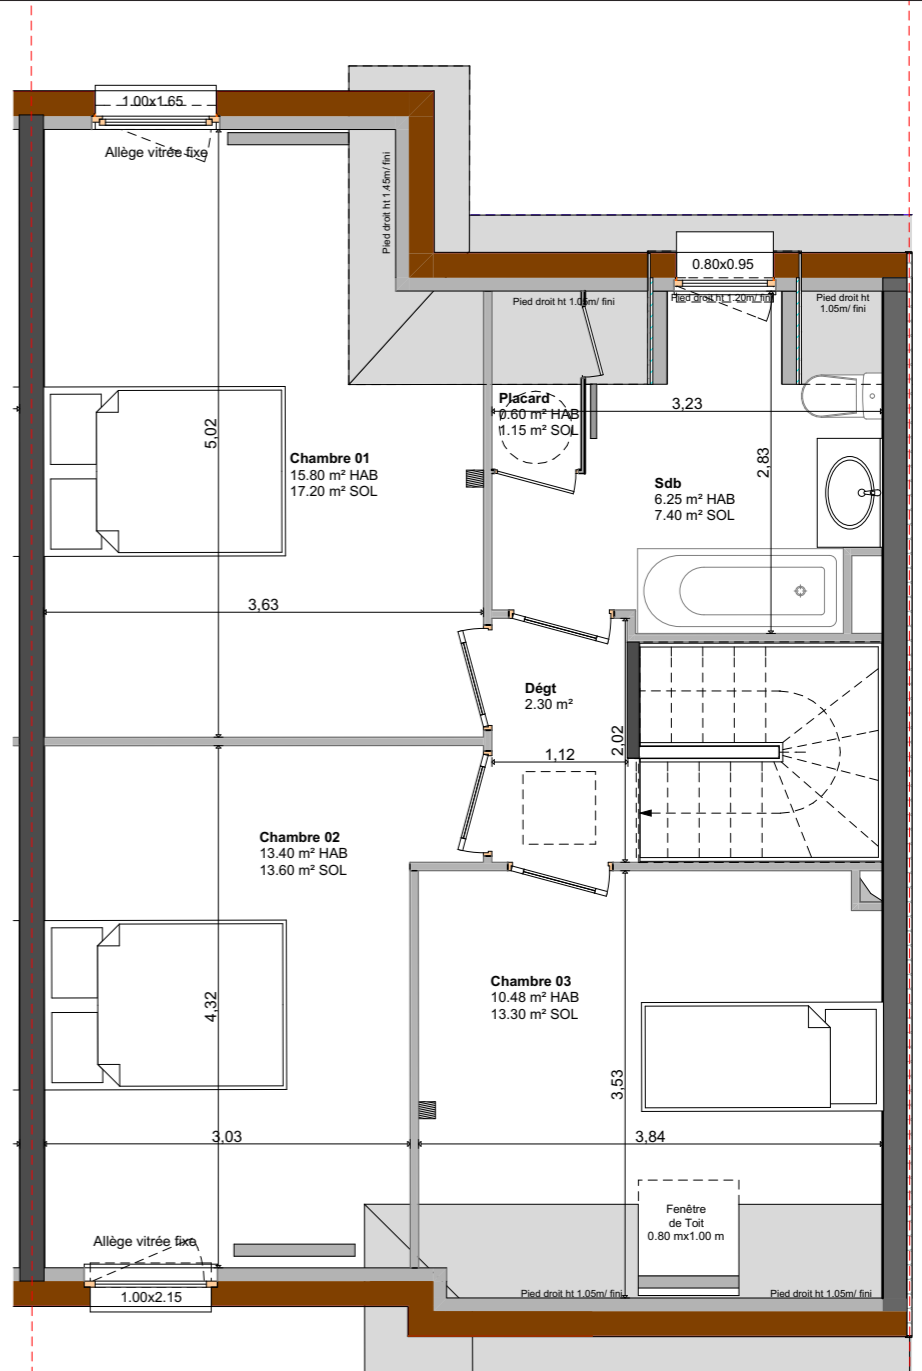 1.00x1.65
Allège vitrée fixe
Pied droit ht 1.45m/ fini
0.80x0.95
Pied droit ht 1.05m/ fini
Pied droit ht 1.20m/ fini
Pied droit ht
1.05m/ fini
Placard
0.60 m² HAB
1.15 m² SOL
3,23
5,02
Chambre 01
15.80 m² HAB
17.20 m² SOL
2,83
Sdb
6.25 m² HAB
7.40 m² SOL
3,63
Dégt
2.30 m²
2,02
1,12
Chambre 02
13.40 m² HAB
13.60 m² SOL
Chambre 03
10.48 m² HAB
13.30 m² SOL
4,32
3,53
3,03
3,84
Fenêtre
de Toit
0.80 mx1.00 m
Allège vitrée fixe
1.00x2.15
Pied droit ht 1.05m/ fini
Pied droit ht 1.05m/ fini